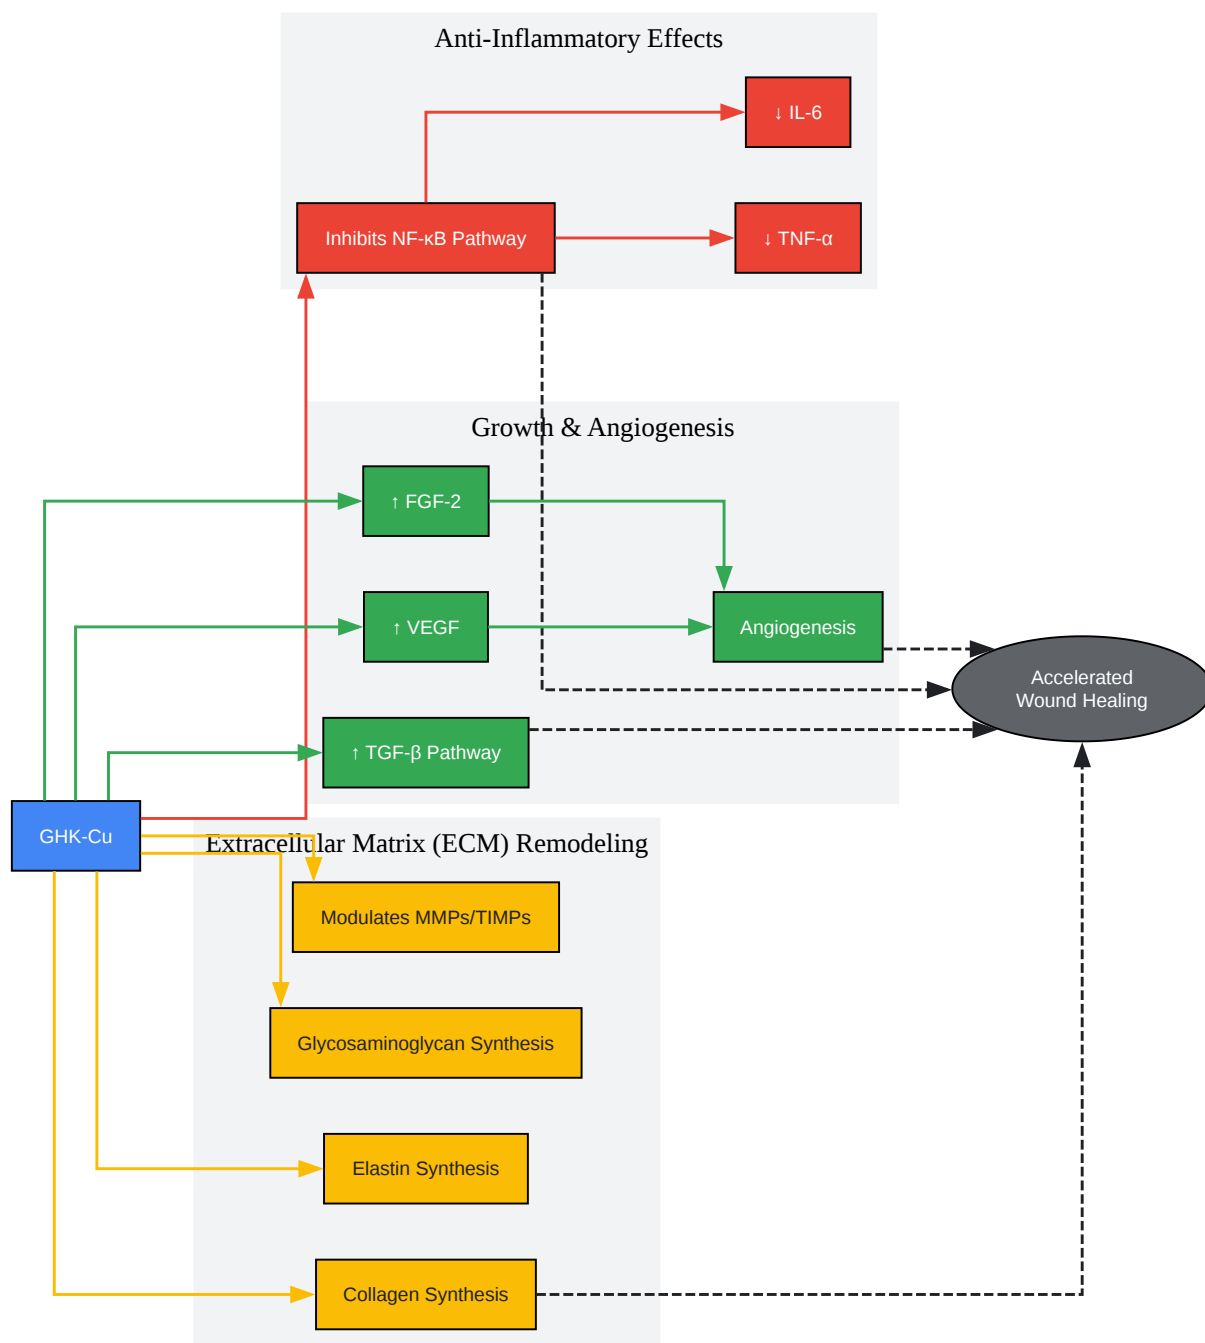 Anti-Inflammatory Effects
↓ IL-6
Inhibits NF-κB Pathway
↓ TNF-α
Growth & Angiogenesis
↑ FGF-2
↑ VEGF
Angiogenesis
Accelerated
Wound Healing
↑ TGF-β Pathway
GHK-Cu
Extracellular Matrix (ECM) Remodeling
Modulates MMPs/TIMPs
Glycosaminoglycan Synthesis
Elastin Synthesis
Collagen Synthesis